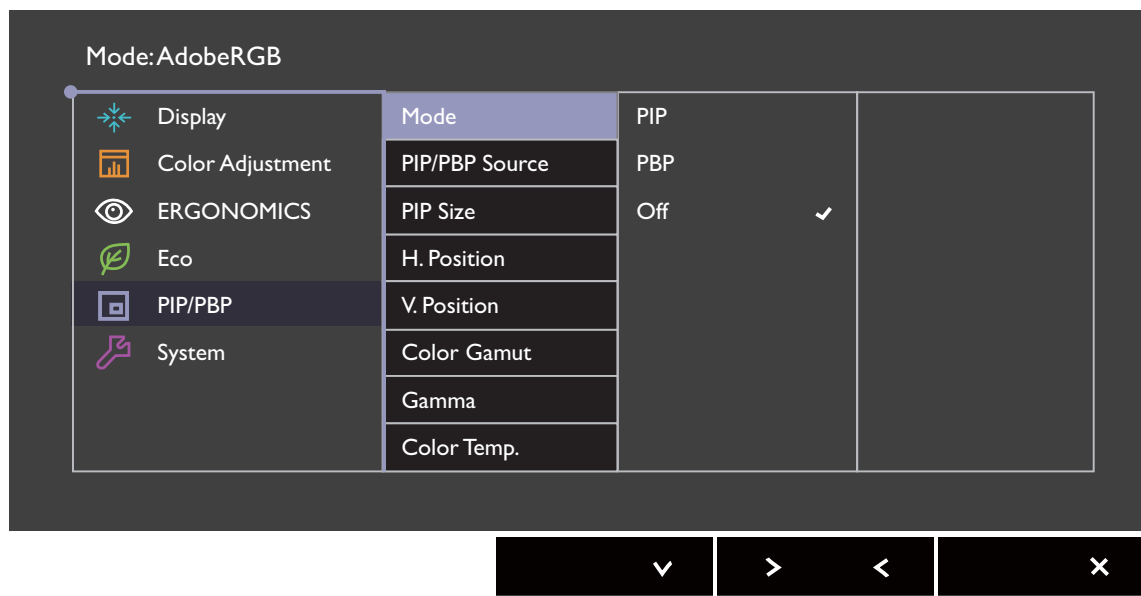 Mode: AdobeRGB
Display
Color Adjustment
ERGONOMICS
Eco
PIP/PBP
System
Mode
PIP/PBP Source
PIP Size
H. Position
V. Position
Color Gamut
Gamma
Color Temp.
PIP
PBP
Off